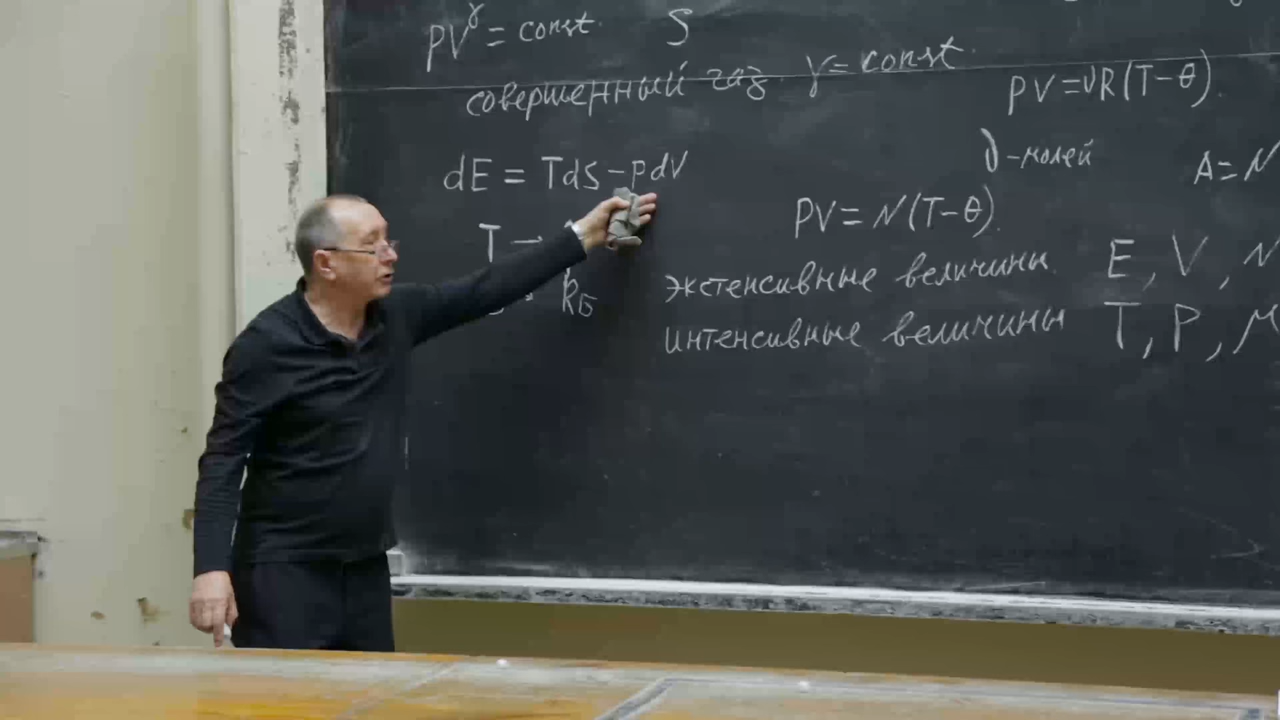 PV^γ = const. S
совершенный газ. γ = const.
PV = νR(T-θ).
ν-молей A = N
dE = TdS - pdV
PV = N(T-θ).
T →
k_Б
экстенсивные величины E, V, N
интенсивные величины T, P, μ